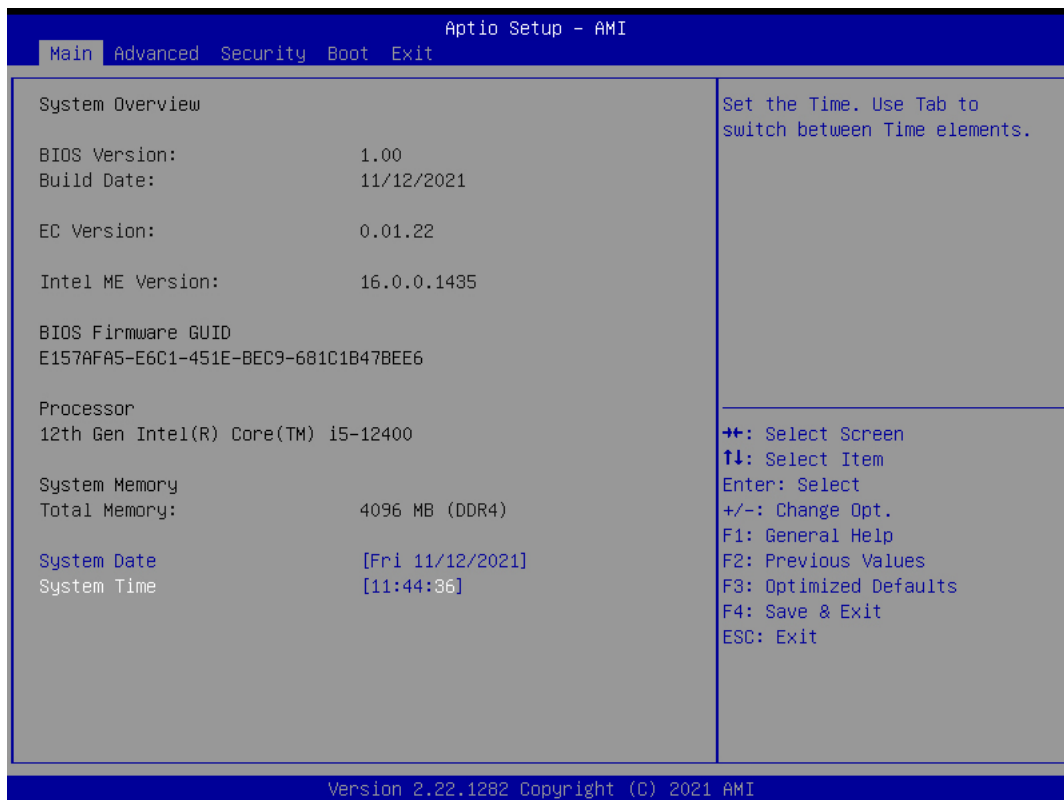 Aptio Setup – AMI
Main Advanced Security Boot Exit
System Overview
BIOS Version: 1.00
Build Date: 11/12/2021
EC Version: 0.01.22
Intel ME Version: 16.0.0.1435
BIOS Firmware GUID
E157AFA5-E6C1-451E-BEC9-681C1B47BEE6
Processor
12th Gen Intel(R) Core(TM) i5-12400
System Memory
Total Memory: 4096 MB (DDR4)
System Date [Fri 11/12/2021]
System Time [11:44:36]
Set the Time. Use Tab to
switch between Time elements.
→←: Select Screen
↑↓: Select Item
Enter: Select
+/-: Change Opt.
F1: General Help
F2: Previous Values
F3: Optimized Defaults
F4: Save & Exit
ESC: Exit
Version 2.22.1282 Copyright (C) 2021 AMI